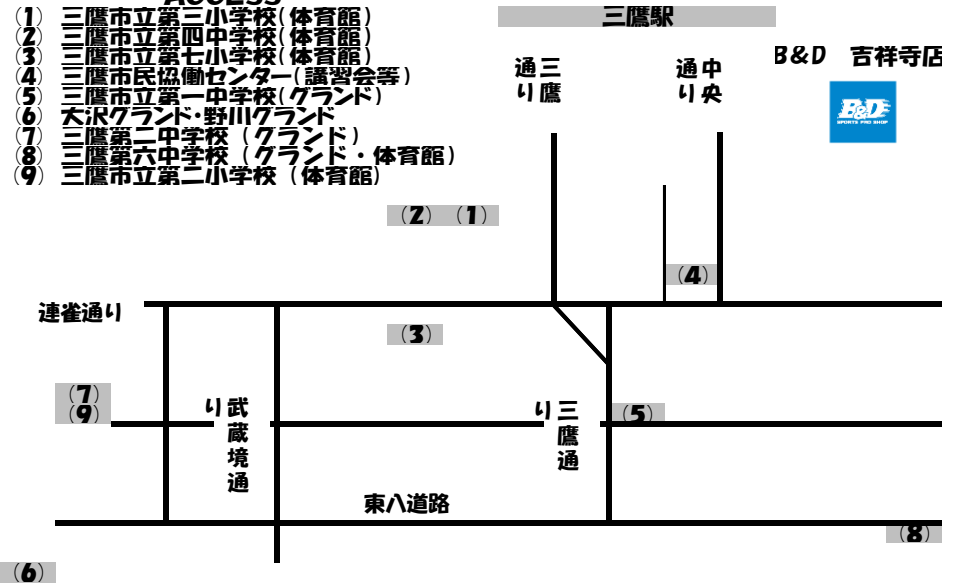 ACCESS
(1) 三鷹市立第三小学校(体育館)
(2) 三鷹市立第四中学校(体育館)
(3) 三鷹市立第七小学校(体育館)
(4) 三鷹市民協働センター(講習会等)
(5) 三鷹市立第一中学校(グランド)
(6) 大沢グランド・野川グランド
(7) 三鷹第二中学校（グランド）
(8) 三鷹第六中学校（グランド・体育館）
(9) 三鷹市立第二小学校（体育館)
三鷹駅
B&D 吉祥寺店
B&D
SPORTS PRO SHOP
三鷹通り
中央通り
(2) (1)
(4)
連雀通り
(3)
(7)
(9)
武蔵境通り
三鷹通り
(5)
東八道路
(8)
(6)